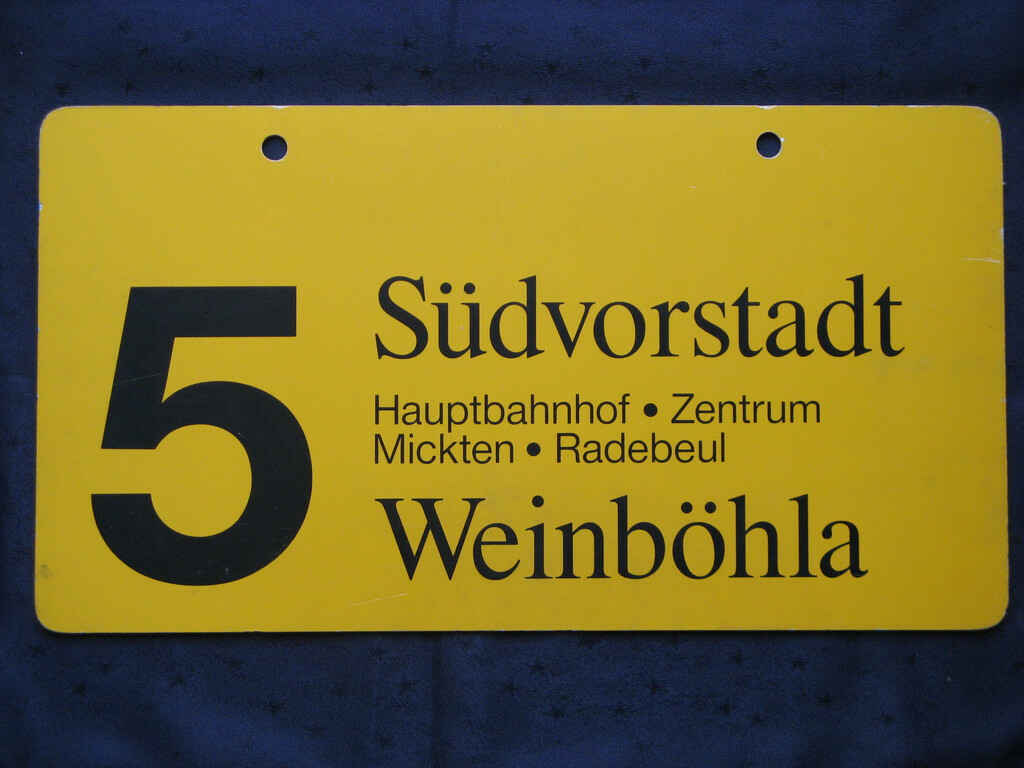 5
Südvorstadt
Hauptbahnhof • Zentrum
Mickten • Radebeul
Weinböhla